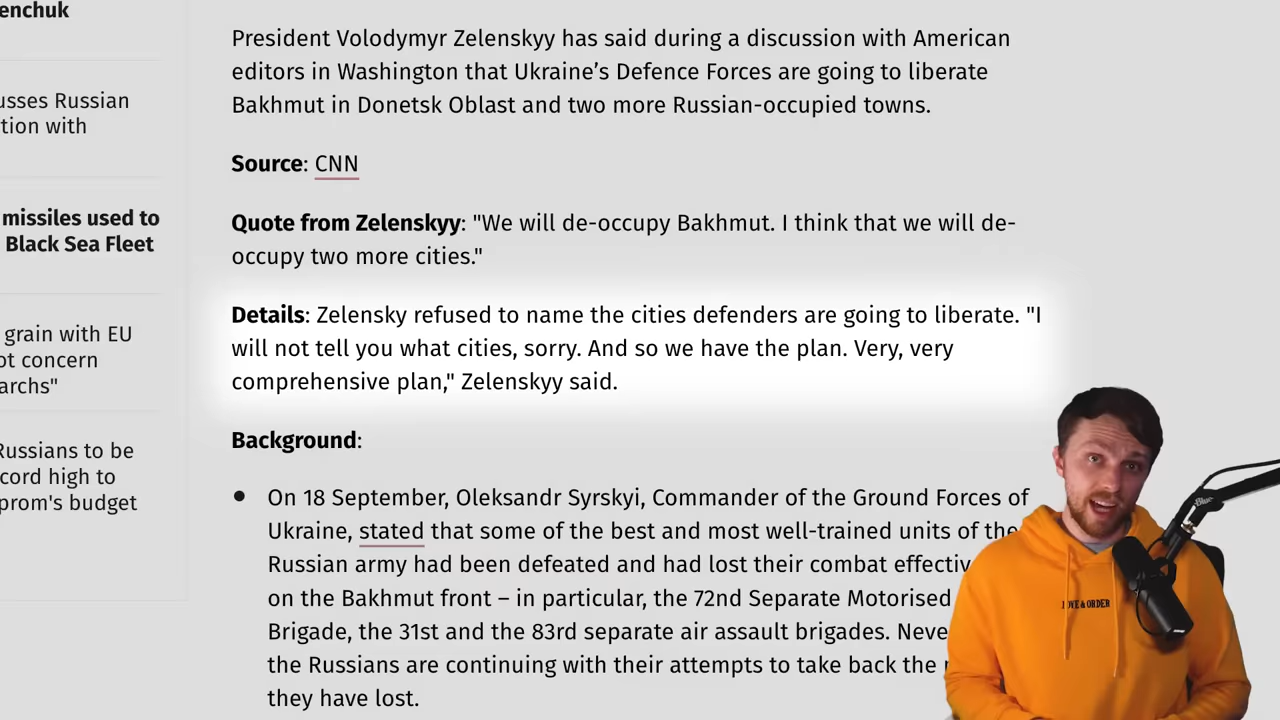 enchuk
usses Russian
tion with
missiles used to
Black Sea Fleet
grain with EU
ot concern
archs"
Russians to be
cord high to
prom's budget
President Volodymyr Zelenskyy has said during a discussion with American
editors in Washington that Ukraine’s Defence Forces are going to liberate
Bakhmut in Donetsk Oblast and two more Russian-occupied towns.
Source: CNN
Quote from Zelenskyy: "We will de-occupy Bakhmut. I think that we will de-
occupy two more cities."
Details: Zelensky refused to name the cities defenders are going to liberate. "I
will not tell you what cities, sorry. And so we have the plan. Very, very
comprehensive plan," Zelenskyy said.
Background:
On 18 September, Oleksandr Syrskyi, Commander of the Ground Forces of
Ukraine, stated that some of the best and most well-trained units of the
Russian army had been defeated and had lost their combat effectiv
on the Bakhmut front – in particular, the 72nd Separate Motorised
Brigade, the 31st and the 83rd separate air assault brigades. Neve
the Russians are continuing with their attempts to take back the
they have lost.
LOVE & ORDER
Blue